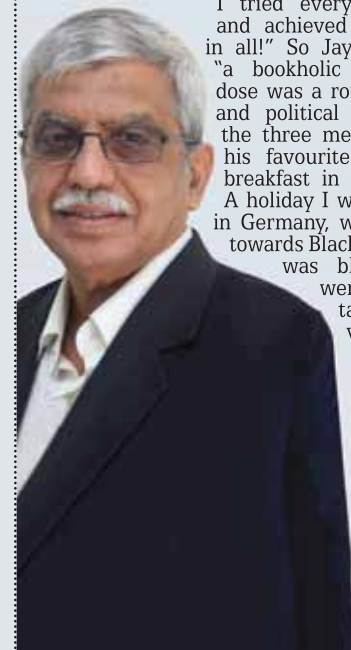 I tried every
and achieved
in all!” So Jay
“a bookholic
dose was a ro
and political
the three me
his favourite
breakfast in
A holiday I w
in Germany, w
towards Black
was bl
wer
ta